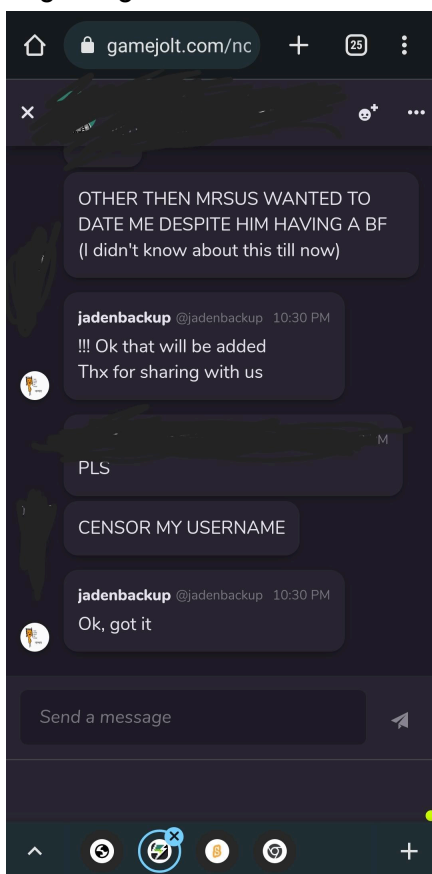 gamejolt.com/nc
25
OTHER THEN MRSUS WANTED TO
DATE ME DESPITE HIM HAVING A BF
(I didn't know about this till now)
jadenbackup @jadenbackup 10:30 PM
!!! Ok that will be added
Thx for sharing with us
M
PLS
CENSOR MY USERNAME
jadenbackup @jadenbackup 10:30 PM
Ok, got it
Send a message